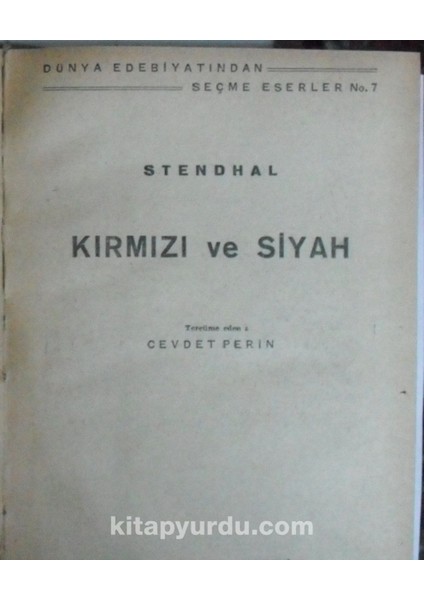 DÜNYA EDEBİYATINDAN
SEÇME ESERLER No. 7
STENDHAL
KIRMIZI ve SİYAH
Tercüme eden :
CEVDET PERİN
kitapyurdu.com